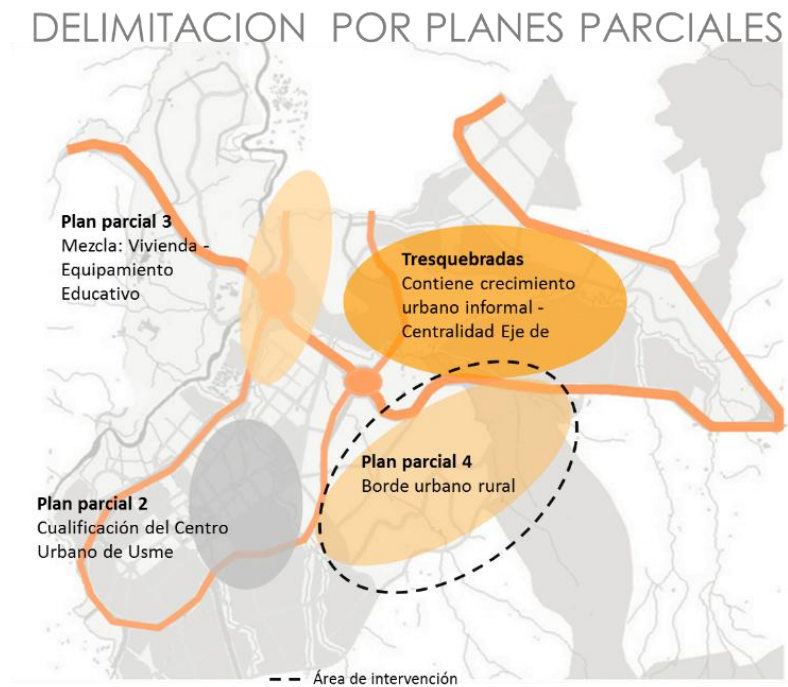 DELIMITACION POR PLANES PARCIALES
Plan parcial 3
Mezcla: Vivienda -
Equipamiento
Educativo
Tresquebradas
Contiene crecimiento
urbano informal -
Centralidad Eje de
Plan parcial 4
Borde urbano rural
Plan parcial 2
Cualificación del Centro
Urbano de Usme
Área de intervención